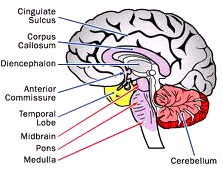 Cingulate
Sulcus
Corpus
Callosum
Diencephalon
Anterior
Commissure
Temporal
Lobe
Midbrain
Pons
Medulla
Cerebellum